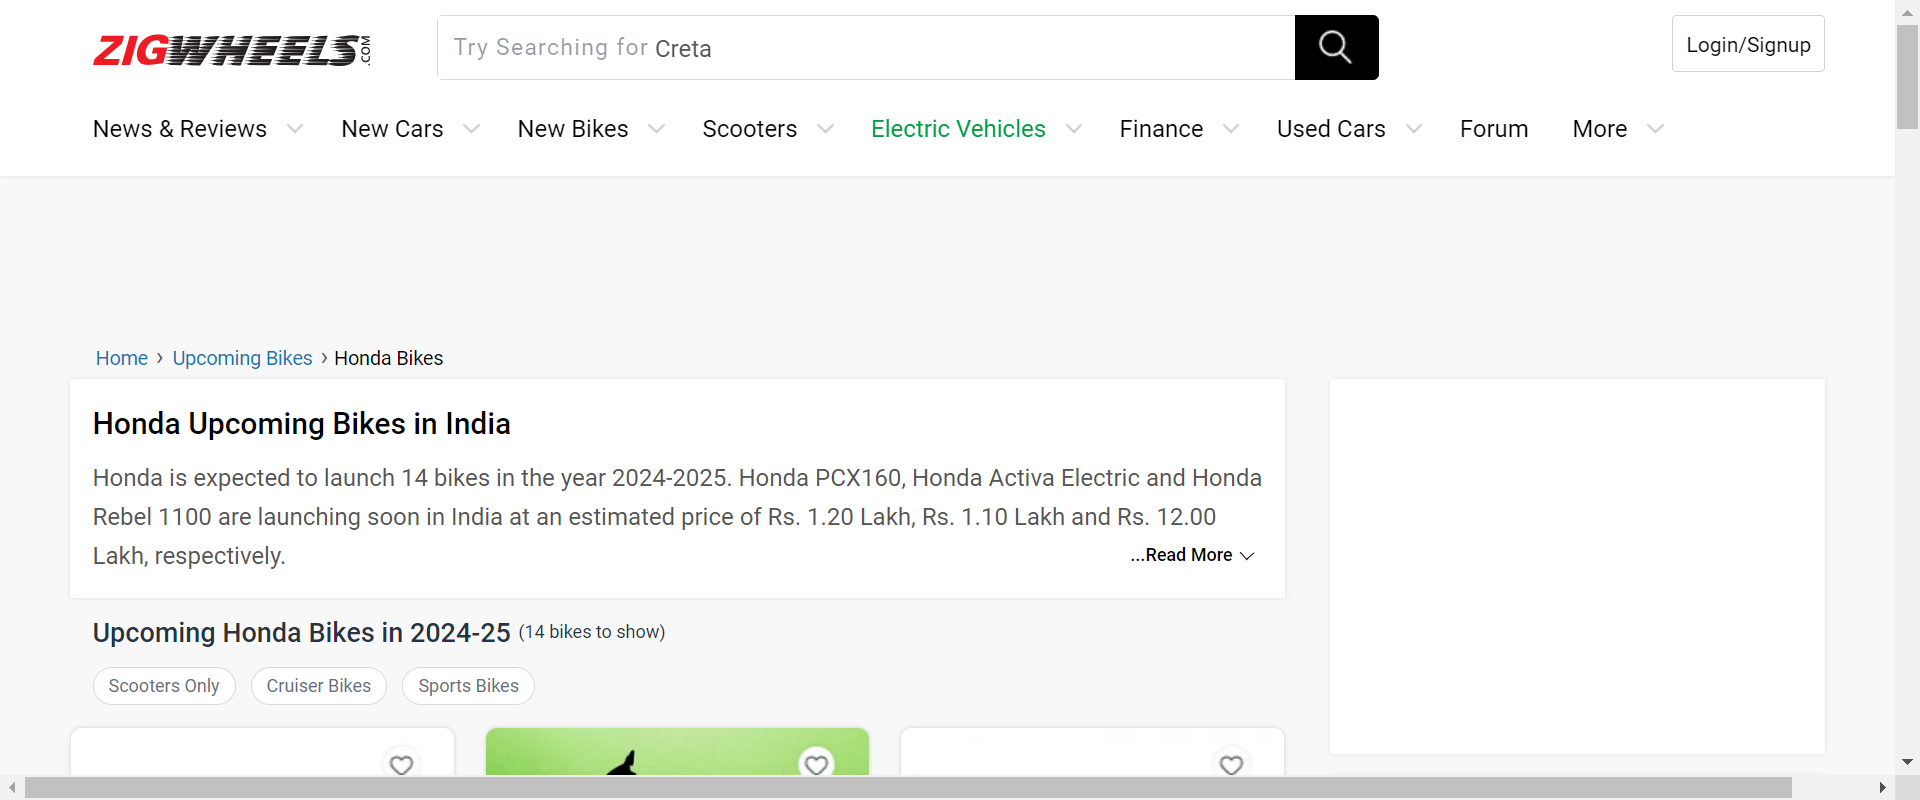 ZIGWHEELS.COM
Try Searching for Creta
Login/Signup
News & Reviews New Cars New Bikes Scooters Electric Vehicles Finance Used Cars Forum More
Home › Upcoming Bikes › Honda Bikes
Honda Upcoming Bikes in India
Honda is expected to launch 14 bikes in the year 2024-2025. Honda PCX160, Honda Activa Electric and Honda
Rebel 1100 are launching soon in India at an estimated price of Rs. 1.20 Lakh, Rs. 1.10 Lakh and Rs. 12.00
Lakh, respectively.
...Read More
Upcoming Honda Bikes in 2024-25 (14 bikes to show)
Scooters Only Cruiser Bikes Sports Bikes